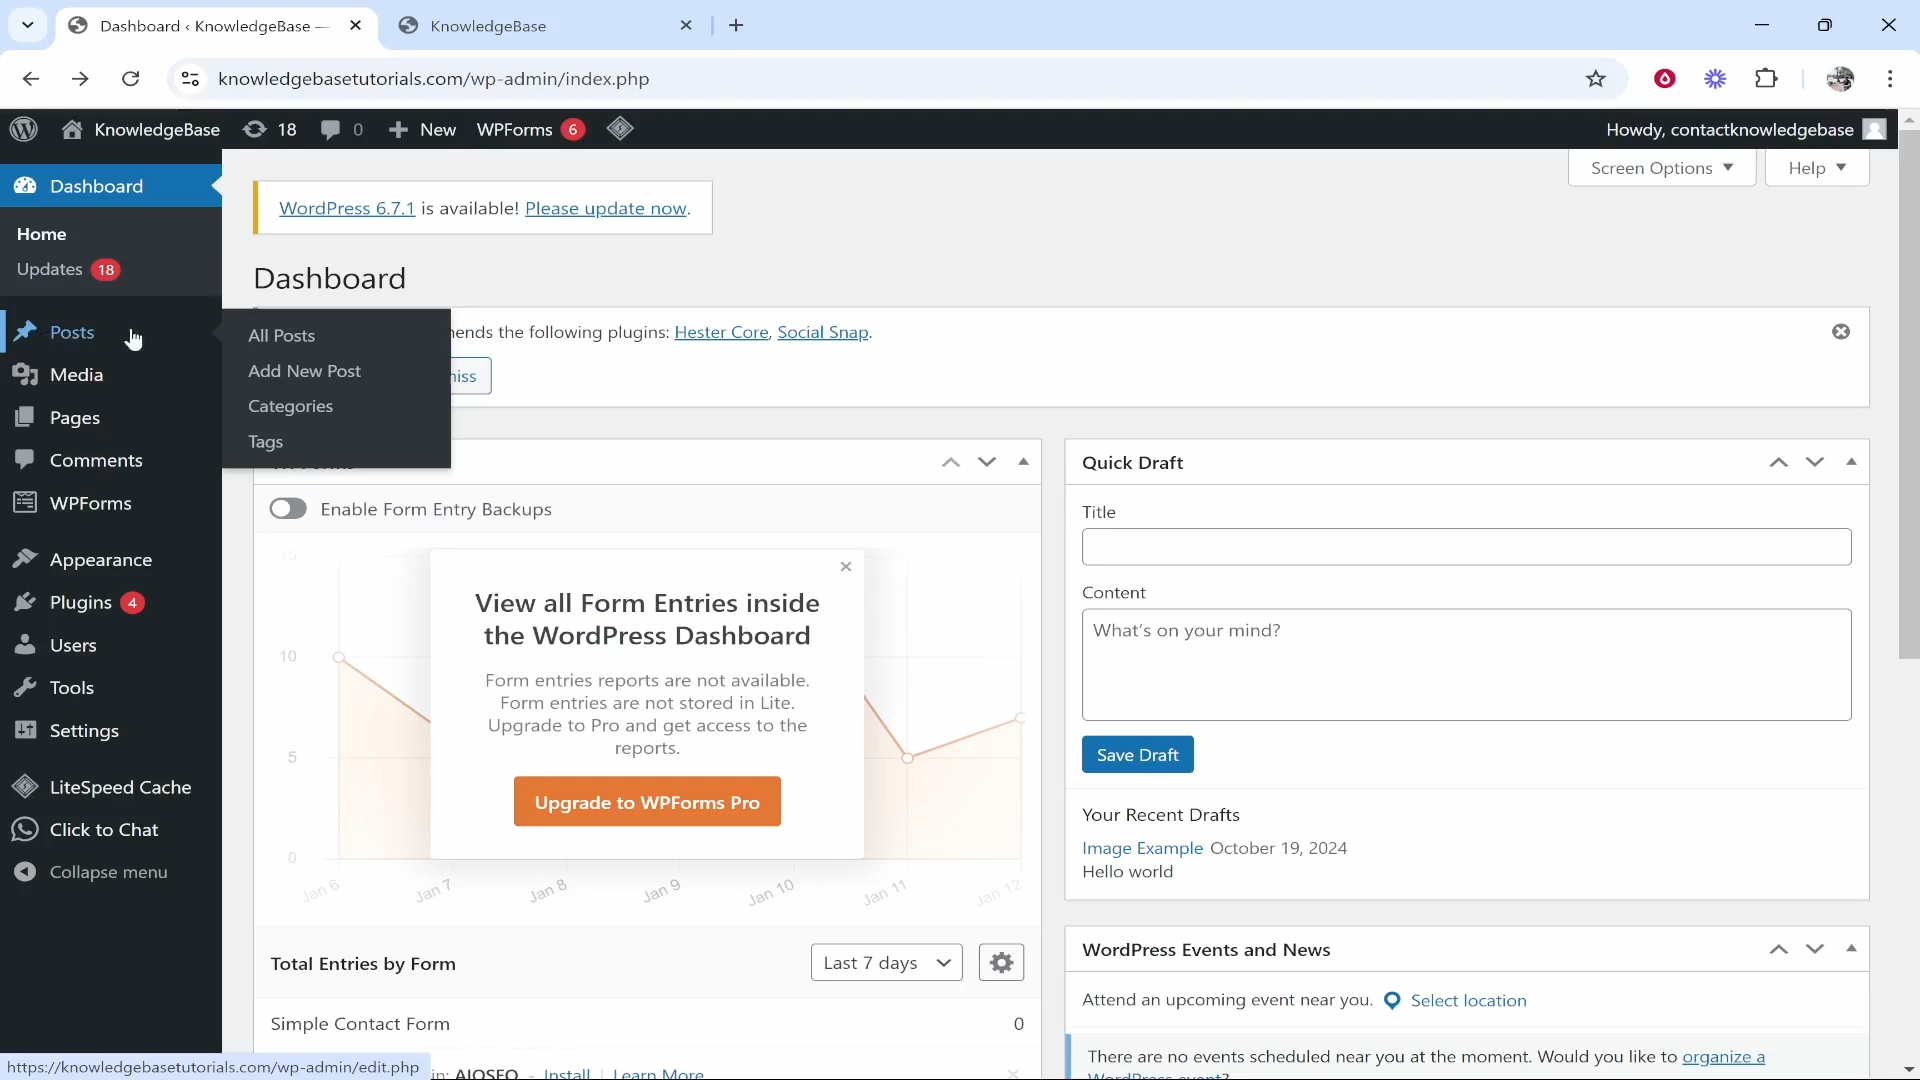 Dashboard ‹ KnowledgeBase —
KnowledgeBase
knowledgebasetutorials.com/wp-admin/index.php
KnowledgeBase 18 0 New WPForms 6
Howdy, contactknowledgebase
Dashboard
Screen Options
Help
WordPress 6.7.1 is available! Please update now.
Home
Updates 18
Dashboard
Posts
Media
Pages
Comments
WPForms
Appearance
Plugins 4
Users
Tools
Settings
LiteSpeed Cache
Click to Chat
Collapse menu
All Posts
Add New Post
Categories
Tags
ends the following plugins: Hester Core, Social Snap.
Enable Form Entry Backups
15
10
5
0
Jan 6 Jan 7 Jan 8 Jan 9 Jan 10 Jan 11 Jan 12
View all Form Entries inside
the WordPress Dashboard
Form entries reports are not available.
Form entries are not stored in Lite.
Upgrade to Pro and get access to the
reports.
Upgrade to WPForms Pro
Total Entries by Form
Last 7 days
Simple Contact Form 0
in: AIOSEO - Install | Learn More
Quick Draft
Title
Content
What's on your mind?
Save Draft
Your Recent Drafts
Image Example October 19, 2024
Hello world
WordPress Events and News
Attend an upcoming event near you. Select location
There are no events scheduled near you at the moment. Would you like to organize a
WordPress event?
https://knowledgebasetutorials.com/wp-admin/edit.php